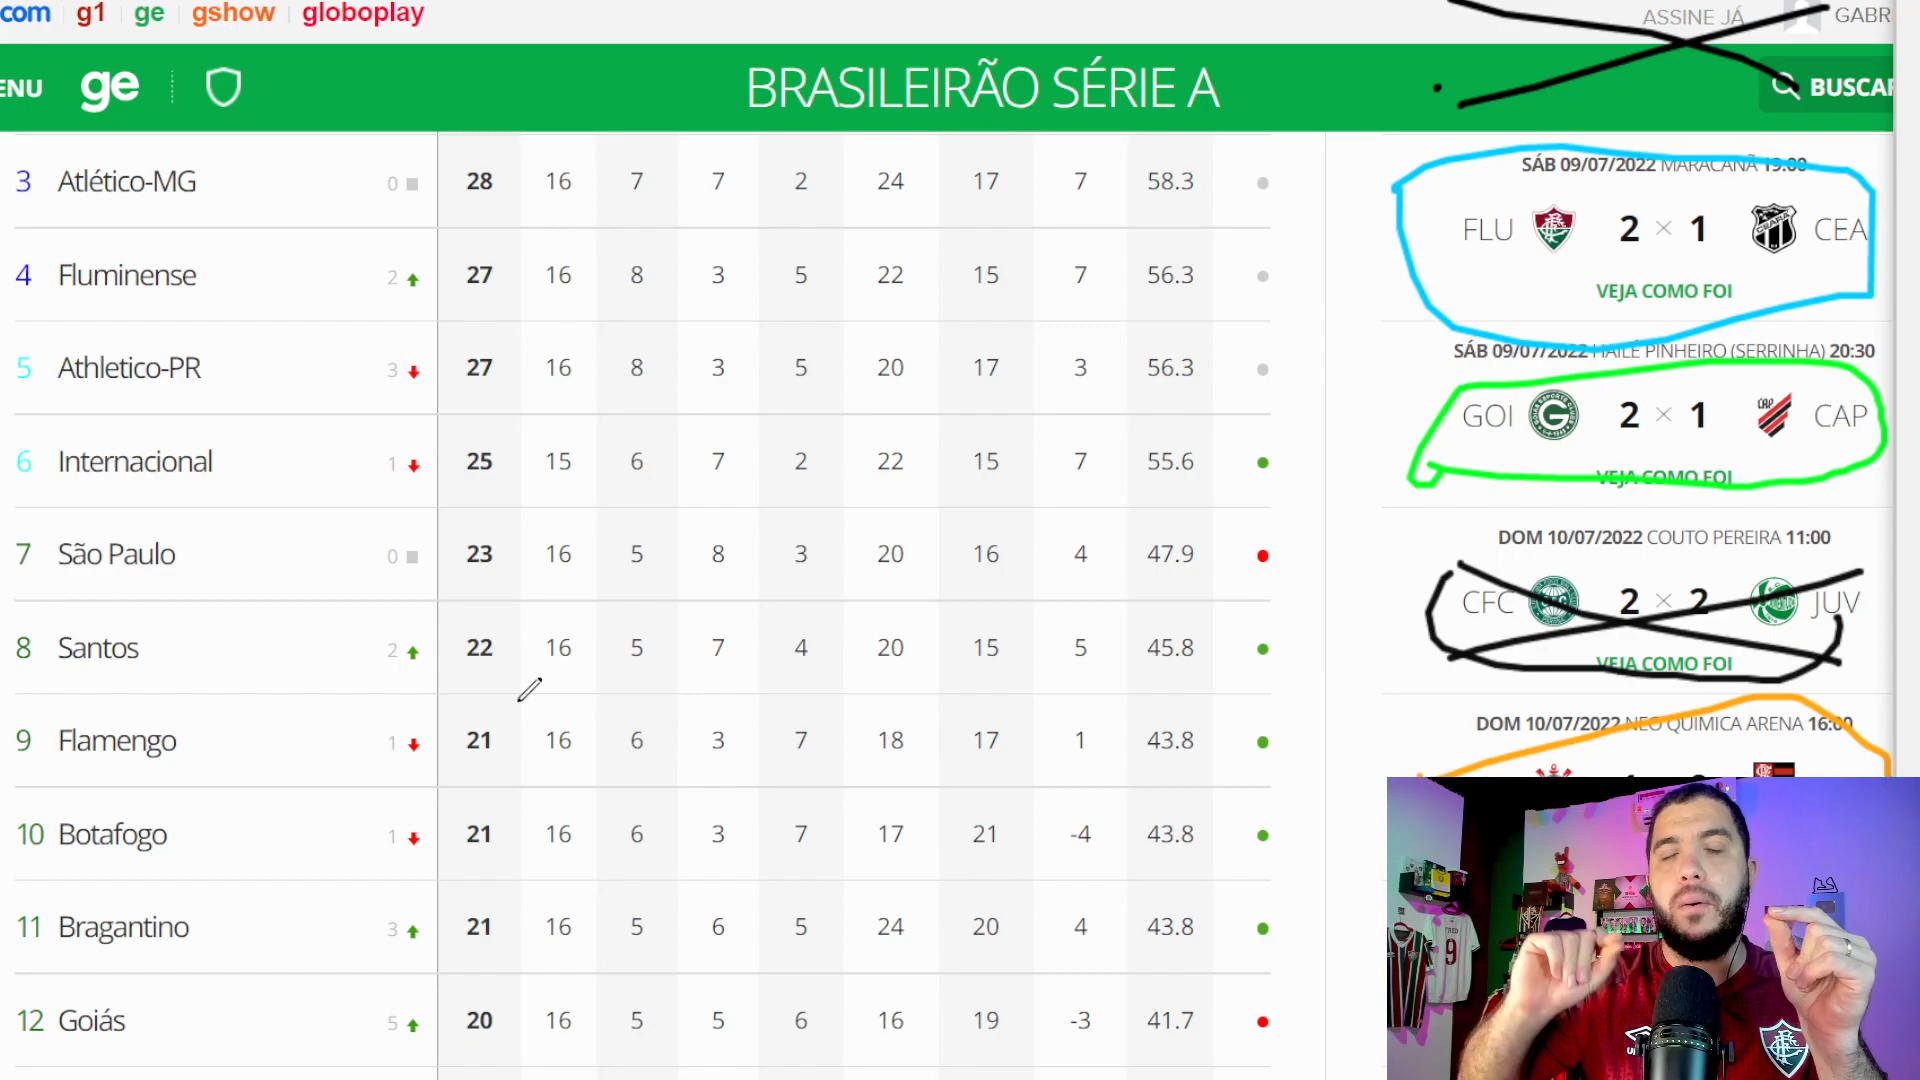 com g1 ge gshow globoplay
ASSINE JÁ GABRI
ENU ge BRASILEIRÃO SÉRIE A BUSCAR
3 Atlético-MG 0 28 16 7 7 2 24 17 7 58.3
4 Fluminense 2 27 16 8 3 5 22 15 7 56.3
5 Athletico-PR 3 27 16 8 3 5 20 17 3 56.3
6 Internacional 1 25 15 6 7 2 22 15 7 55.6
7 São Paulo 0 23 16 5 8 3 20 16 4 47.9
8 Santos 2 22 16 5 7 4 20 15 5 45.8
9 Flamengo 1 21 16 6 3 7 18 17 1 43.8
10 Botafogo 1 21 16 6 3 7 17 21 -4 43.8
11 Bragantino 3 21 16 5 6 5 24 20 4 43.8
12 Goiás 5 20 16 5 5 6 16 19 -3 41.7
SÁB 09/07/2022 MARACANÃ 19:00
FLU 2 × 1 CEA
VEJA COMO FOI
SÁB 09/07/2022 HAILÉ PINHEIRO (SERRINHA) 20:30
GOI 2 × 1 CAP
VEJA COMO FOI
DOM 10/07/2022 COUTO PEREIRA 11:00
CFC 2 × 2 JUV
VEJA COMO FOI
DOM 10/07/2022 NEO QUÍMICA ARENA 16:00
FRED
9